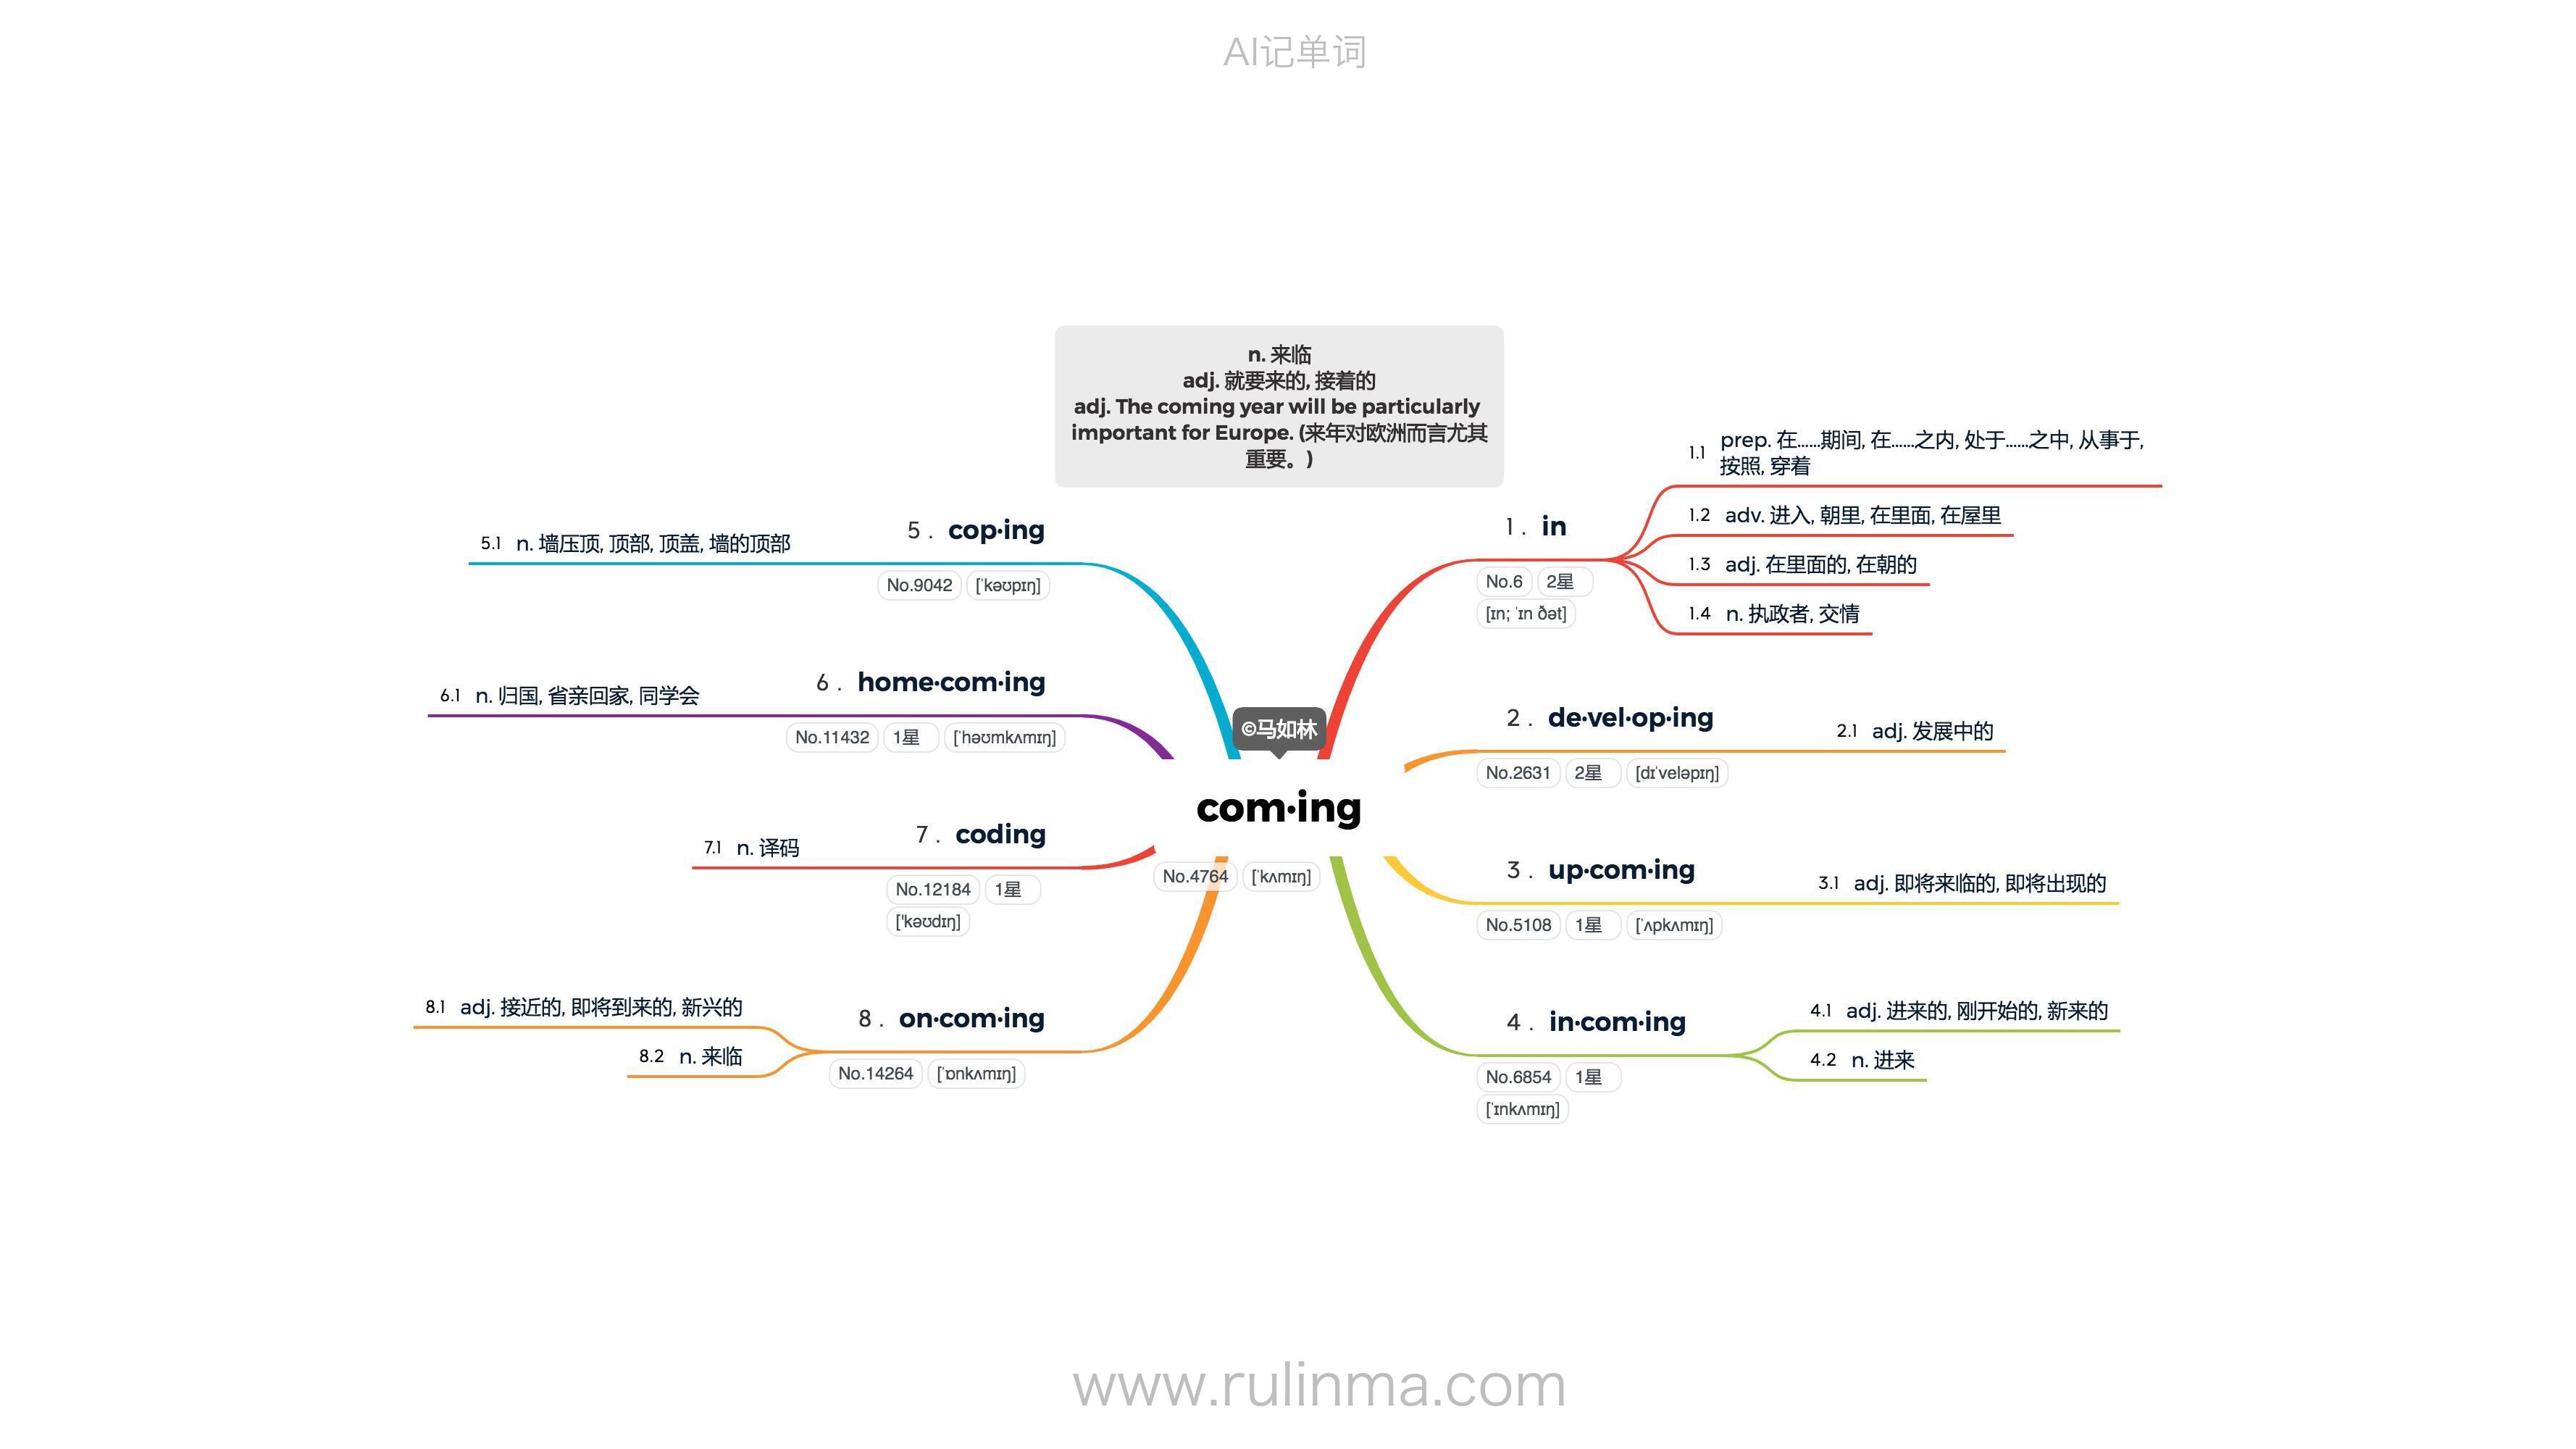 AI记单词
n. 来临
adj. 就要来的, 接着的
adj. The coming year will be particularly
important for Europe. (来年对欧洲而言尤其
重要。)
©马如林
com·ing
No.4764 [ˈkʌmɪŋ]
1 . in
No.6 2星
[ɪn; ˈɪn ðət]
1.1 prep. 在……期间, 在……之内, 处于……之中, 从事于,
按照, 穿着
1.2 adv. 进入, 朝里, 在里面, 在屋里
1.3 adj. 在里面的, 在朝的
1.4 n. 执政者, 交情
2 . de·vel·op·ing
No.2631 2星 [dɪˈveləpɪŋ]
2.1 adj. 发展中的
3 . up·com·ing
No.5108 1星 [ˈʌpkʌmɪŋ]
3.1 adj. 即将来临的, 即将出现的
4 . in·com·ing
No.6854 1星
[ˈɪnkʌmɪŋ]
4.1 adj. 进来的, 刚开始的, 新来的
4.2 n. 进来
5 . cop·ing
No.9042 [ˈkəʊpɪŋ]
5.1 n. 墙压顶, 顶部, 顶盖, 墙的顶部
6 . home·com·ing
No.11432 1星 [ˈhəʊmkʌmɪŋ]
6.1 n. 归国, 省亲回家, 同学会
7 . coding
No.12184 1星
['kəʊdɪŋ]
7.1 n. 译码
8 . on·com·ing
No.14264 [ˈɒnkʌmɪŋ]
8.1 adj. 接近的, 即将到来的, 新兴的
8.2 n. 来临
www.rulinma.com